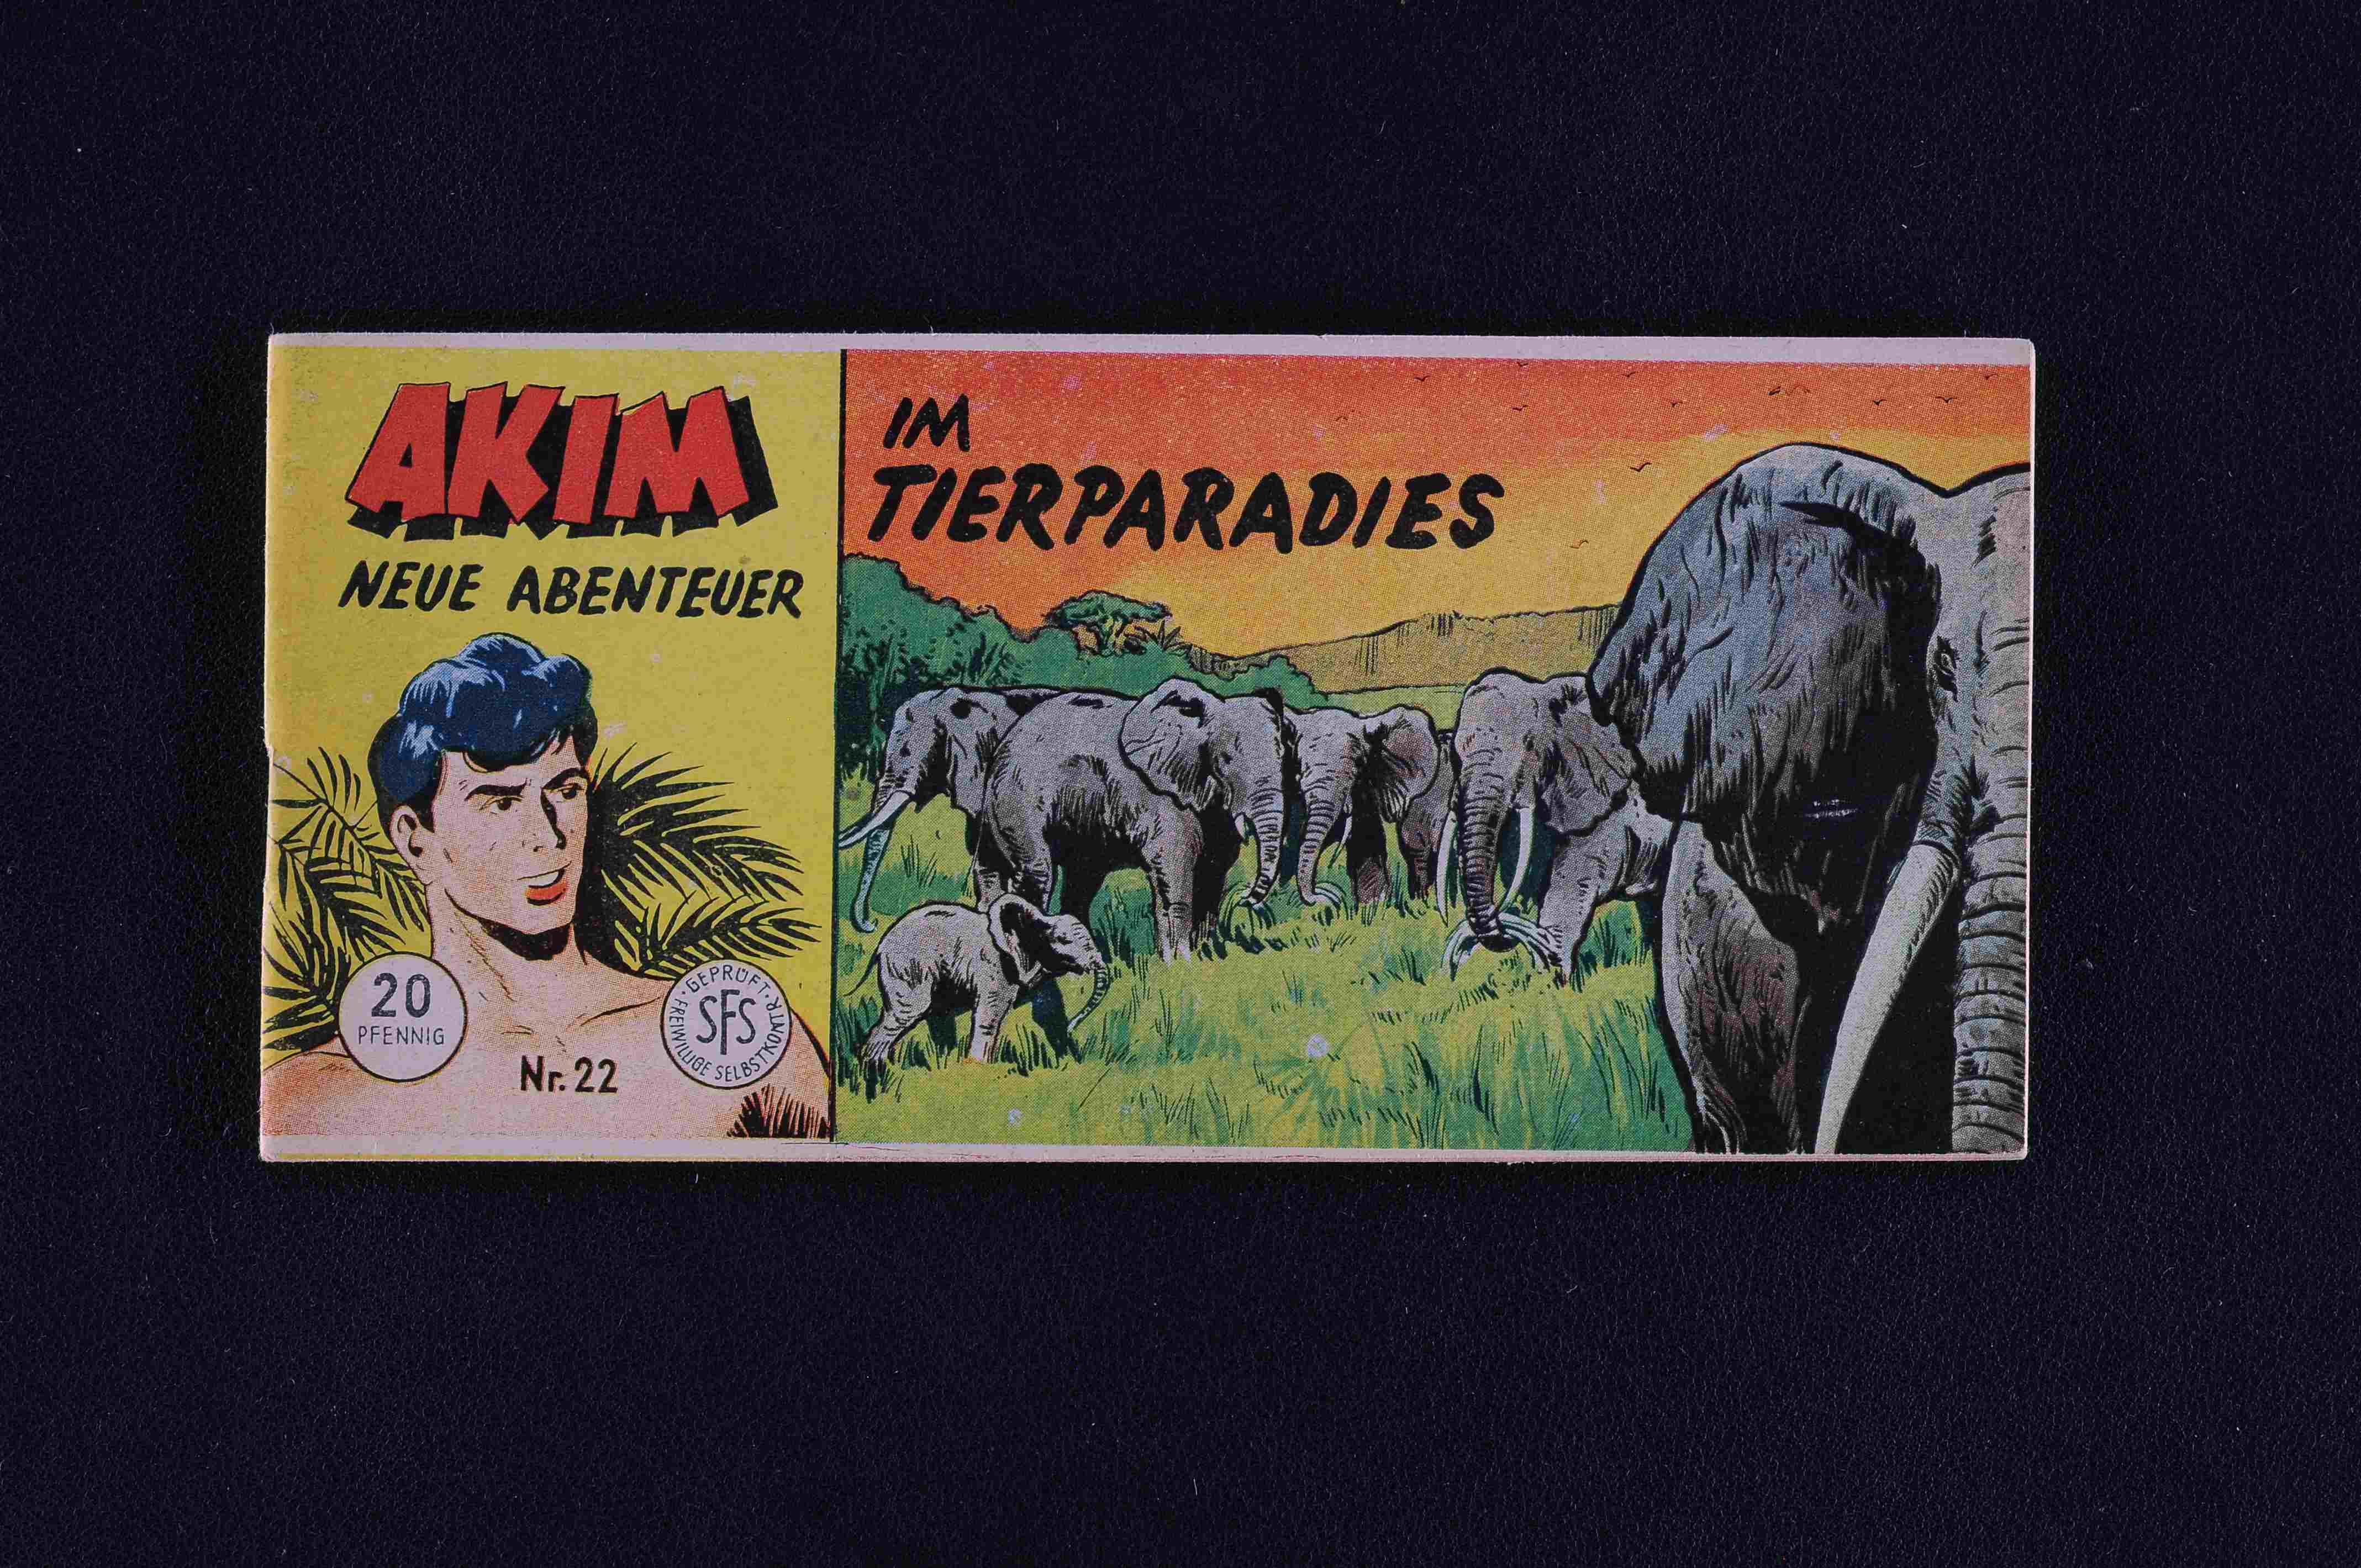 AKIM
NEUE ABENTEUER
20
PFENNIG
Nr. 22
GEPRÜFT · FREIWILLIGE SELBSTKONTR.
SFS
IM
TIERPARADIES